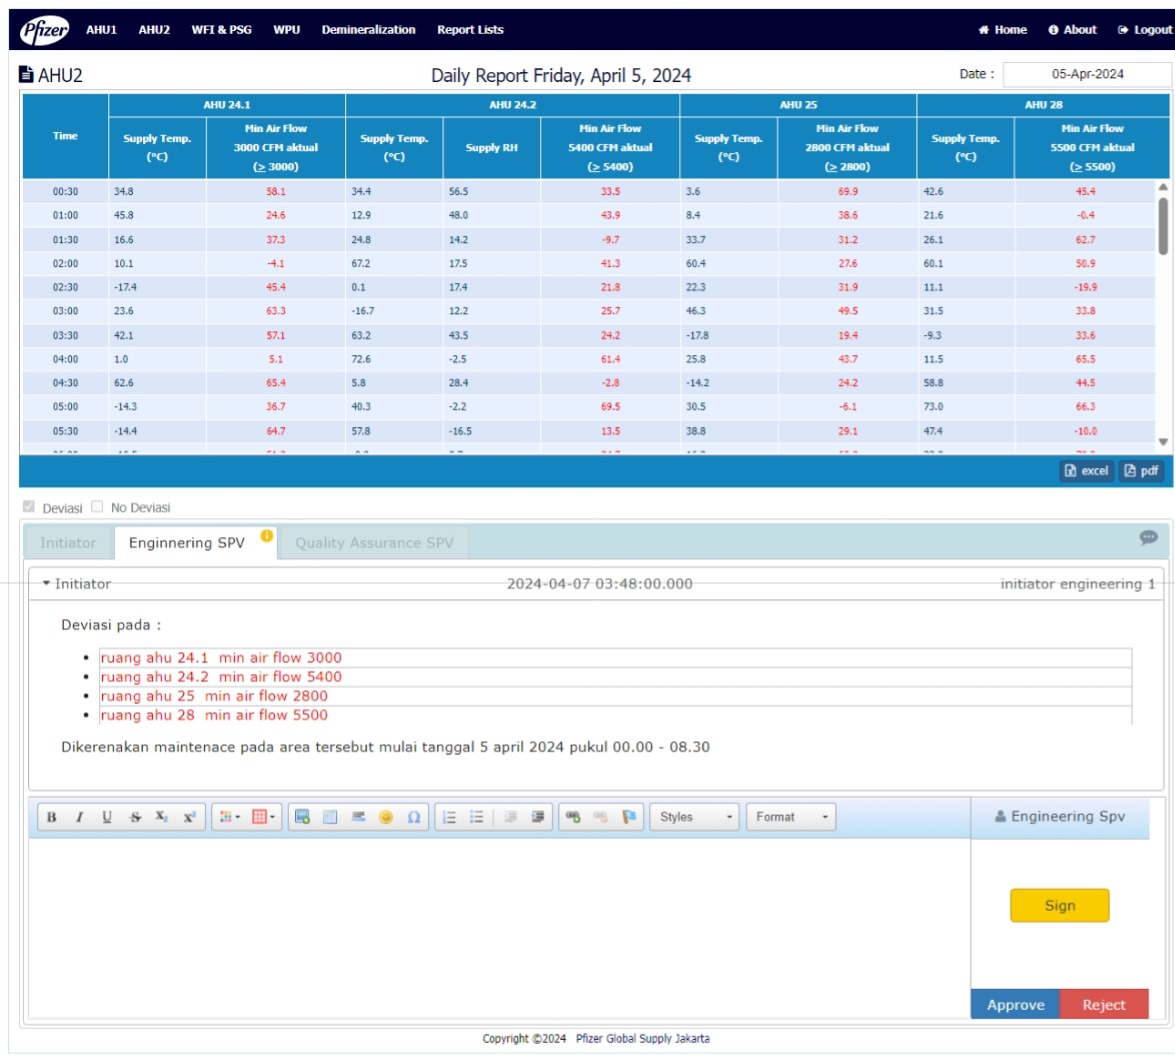 Pfizer AHU1 AHU2 WFI & PSG WPU Demineralization Report Lists Home About Logout
AHU2 Daily Report Friday, April 5, 2024 Date : 05-Apr-2024
AHU 24.1 AHU 24.2 AHU 25 AHU 28
Time Supply Temp. (°C) Min Air Flow 3000 CFM aktual (≥ 3000) Supply Temp. (°C) Supply RH Min Air Flow 5400 CFM aktual (≥ 5400) Supply Temp. (°C) Min Air Flow 2800 CFM aktual (≥ 2800) Supply Temp. (°C) Min Air Flow 5500 CFM aktual (≥ 5500)
00:30 34.8 58.1 34.4 56.5 33.5 3.6 69.9 42.6 45.4
01:00 45.8 24.6 12.9 48.0 43.9 8.4 38.6 21.6 -0.4
01:30 16.6 37.3 24.8 14.2 -9.7 33.7 31.2 26.1 62.7
02:00 10.1 -4.1 67.2 17.5 41.3 60.4 27.6 60.1 50.9
02:30 -17.4 45.4 0.1 17.4 21.8 22.3 31.9 11.1 -19.9
03:00 23.6 63.3 -16.7 12.2 25.7 46.3 49.5 31.5 33.8
03:30 42.1 57.1 63.2 43.5 24.2 -17.8 19.4 -9.3 33.6
04:00 1.0 5.1 72.6 -2.5 61.4 25.8 43.7 11.5 65.5
04:30 62.6 65.4 5.8 28.4 -2.8 -14.2 24.2 58.8 44.5
05:00 -14.3 36.7 40.3 -2.2 69.5 30.5 -6.1 73.0 66.3
05:30 -14.4 64.7 57.8 -16.5 13.5 38.8 29.1 47.4 -10.0
excel pdf
Deviasi No Deviasi
Initiator Enginnering SPV Quality Assurance SPV
Initiator 2024-04-07 03:48:00.000 initiator engineering 1
Deviasi pada :
• ruang ahu 24.1 min air flow 3000
• ruang ahu 24.2 min air flow 5400
• ruang ahu 25 min air flow 2800
• ruang ahu 28 min air flow 5500
Dikerenakan maintenace pada area tersebut mulai tanggal 5 april 2024 pukul 00.00 - 08.30
B I U S X₂ X² Ω Styles Format Engineering Spv
Sign
Approve Reject
Copyright ©2024 Pfizer Global Supply Jakarta